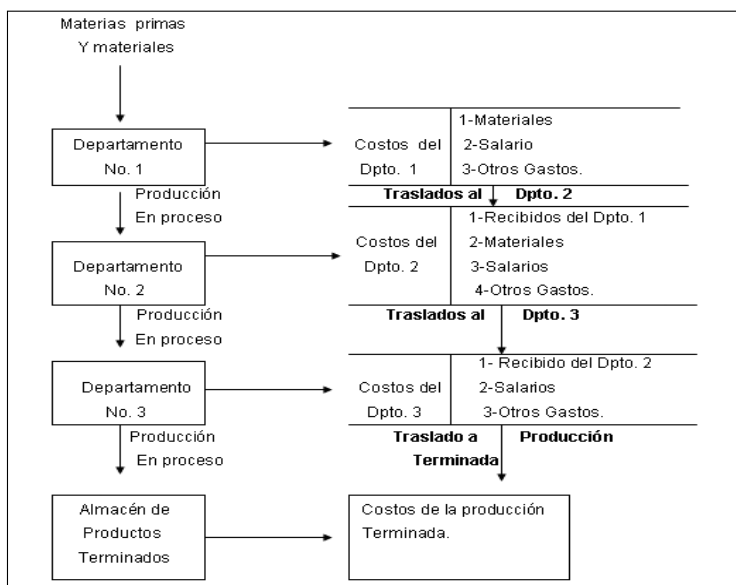 Materias primas
Y materiales
Departamento
No. 1
Costos del
Dpto. 1
1-Materiales
2-Salario
3-Otros Gastos.
Producción
En proceso
Traslados al Dpto. 2
Departamento
No. 2
Costos del
Dpto. 2
1-Recibidos del Dpto. 1
2-Materiales
3-Salarios
4-Otros Gastos.
Producción
En proceso
Traslados al Dpto. 3
Departamento
No. 3
Costos del
Dpto. 3
1- Recibido del Dpto. 2
2-Salarios
3-Otros Gastos.
Producción
En proceso
Traslado a Producción
Terminada
Almacén de
Productos
Terminados
Costos de la producción
Terminada.